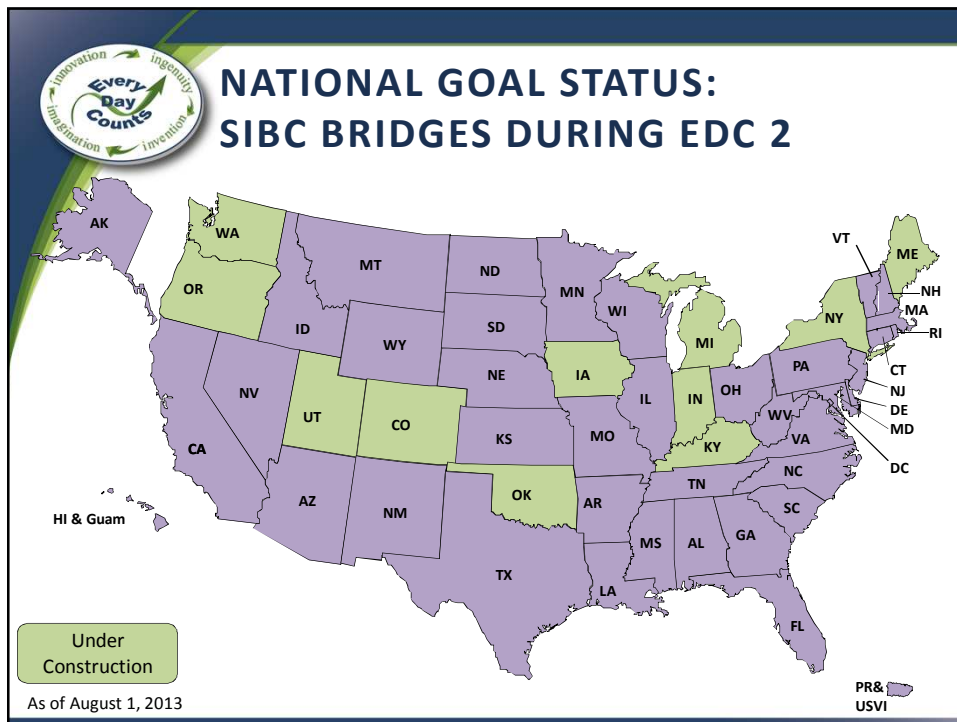 innovation
ingenuity
Every
Day
Counts
imagination
invention
NATIONAL GOAL STATUS:
SIBC BRIDGES DURING EDC 2
AK
WA
MT
ND
MN
VT
ME
OR
ID
SD
WI
NY
NH
MA
RI
WY
MI
NE
IA
PA
CT
NV
UT
CO
IL
IN
OH
NJ
DE
MD
KS
MO
WV
VA
KY
CA
DC
NC
TN
AZ
NM
OK
AR
SC
HI & Guam
MS
AL
GA
TX
LA
FL
Under
Construction
As of August 1, 2013
PR&
USVI